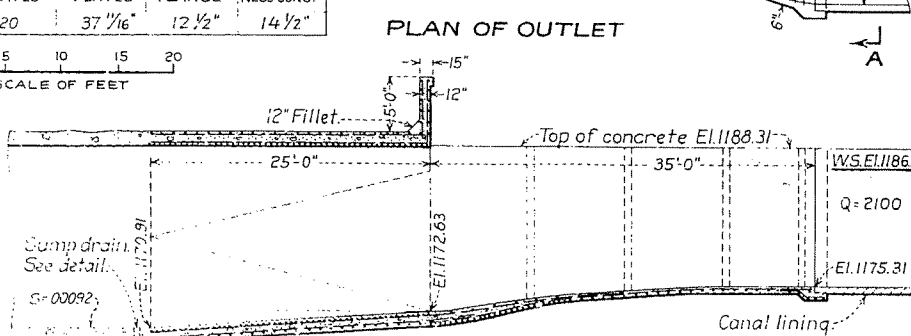 20 37 11/16" 12 1/2" 14 1/2"
PLAN OF OUTLET
6"
A
5 10 15 20
SCALE OF FEET
15"
5'-0"
12"
12" Fillet
Top of concrete El.1188.31
25'-0"
35'-0"
W.S.El.1186.
Q=2100
El.1172.63
Sump drain.
See detail.
El.1175.31
S=.00092
Canal lining